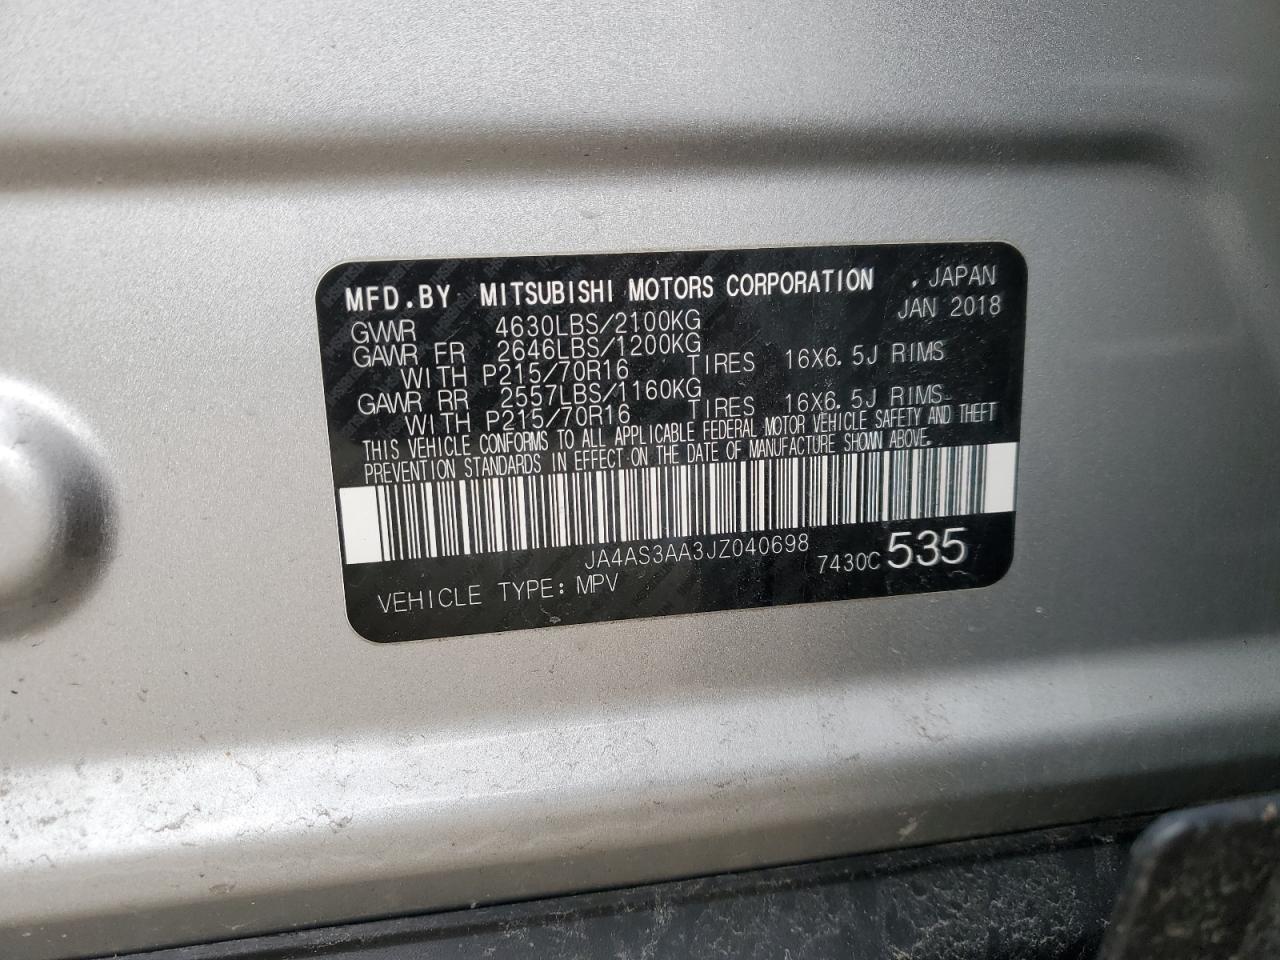 MFD.BY MITSUBISHI MOTORS CORPORATION , JAPAN
JAN 2018
GVWR 4630LBS/2100KG
GAWR FR 2646LBS/1200KG
WITH P215/70R16 TIRES 16X6.5J RIMS
GAWR RR 2557LBS/1160KG
WITH P215/70R16 TIRES 16X6.5J RIMS
THIS VEHICLE CONFORMS TO ALL APPLICABLE FEDERAL MOTOR VEHICLE SAFETY AND THEFT
PREVENTION STANDARDS IN EFFECT ON THE DATE OF MANUFACTURE SHOWN ABOVE.
JA4AS3AA3JZ040698
7430C 535
VEHICLE TYPE: MPV